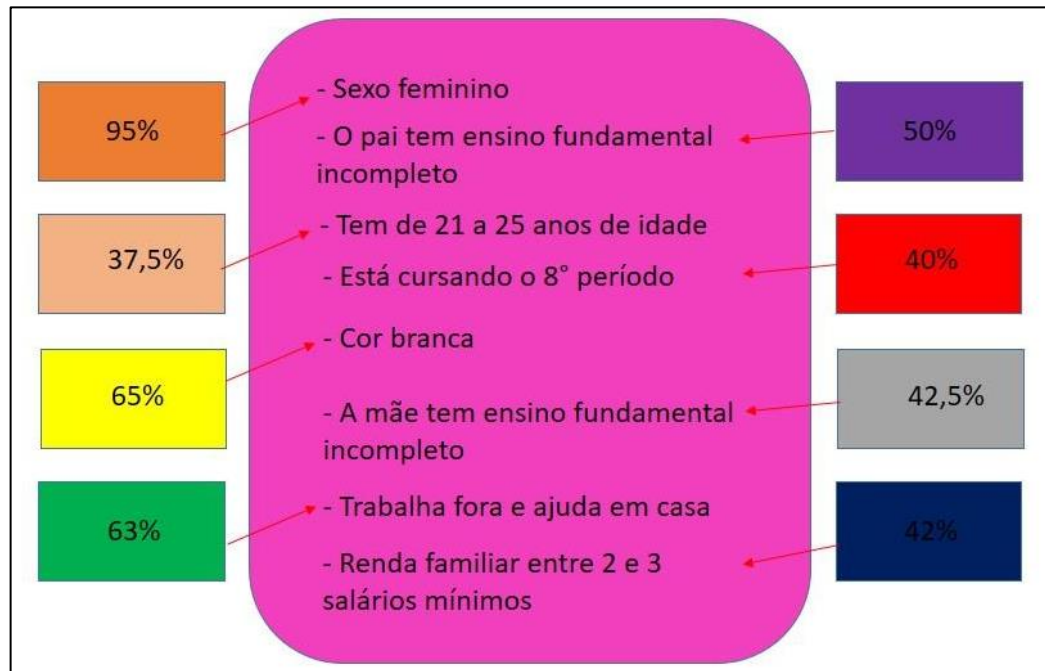 95%
37,5%
65%
63%
- Sexo feminino
- O pai tem ensino fundamental
incompleto
- Tem de 21 a 25 anos de idade
- Está cursando o 8° período
- Cor branca
- A mãe tem ensino fundamental
incompleto
- Trabalha fora e ajuda em casa
- Renda familiar entre 2 e 3
salários mínimos
50%
40%
42,5%
42%